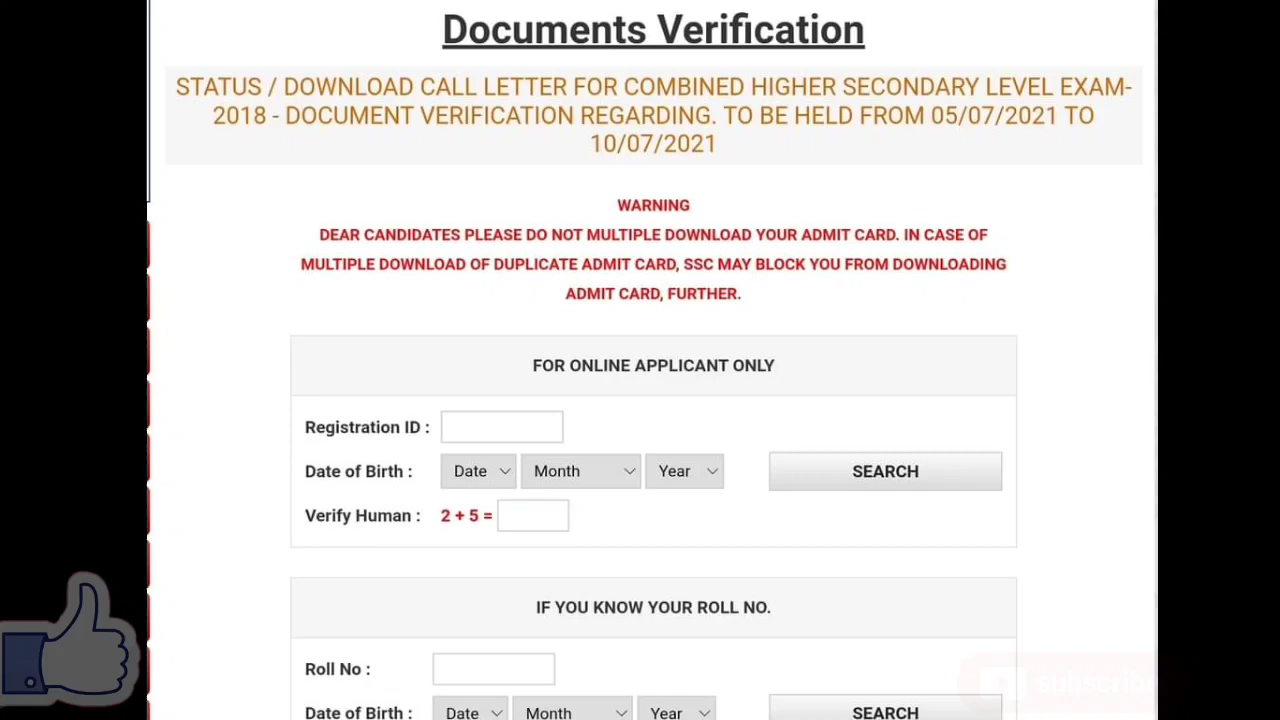 Documents Verification
STATUS / DOWNLOAD CALL LETTER FOR COMBINED HIGHER SECONDARY LEVEL EXAM-
2018 - DOCUMENT VERIFICATION REGARDING. TO BE HELD FROM 05/07/2021 TO
10/07/2021
WARNING
DEAR CANDIDATES PLEASE DO NOT MULTIPLE DOWNLOAD YOUR ADMIT CARD. IN CASE OF
MULTIPLE DOWNLOAD OF DUPLICATE ADMIT CARD, SSC MAY BLOCK YOU FROM DOWNLOADING
ADMIT CARD, FURTHER.
FOR ONLINE APPLICANT ONLY
Registration ID :
Date of Birth : Date Month Year SEARCH
Verify Human : 2 + 5 =
IF YOU KNOW YOUR ROLL NO.
Roll No :
Date of Birth : Date Month Year SEARCH
subscribe